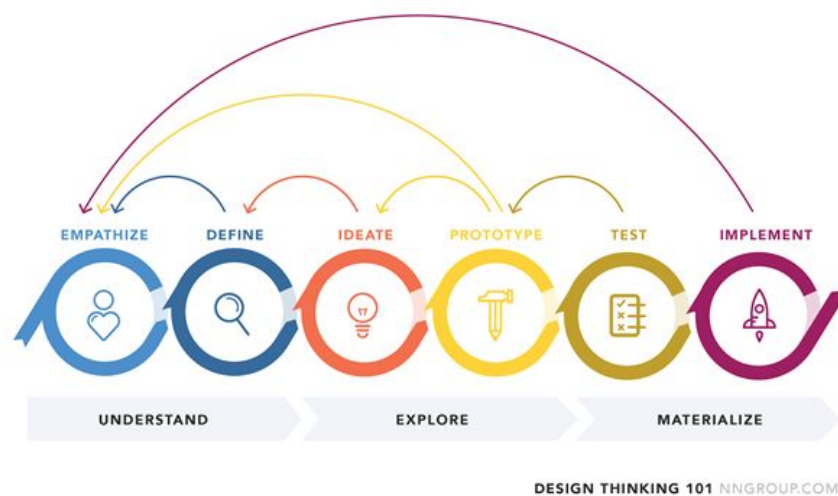 EMPATHIZE DEFINE IDEATE PROTOTYPE TEST IMPLEMENT
UNDERSTAND EXPLORE MATERIALIZE
DESIGN THINKING 101 NNGROUP.COM